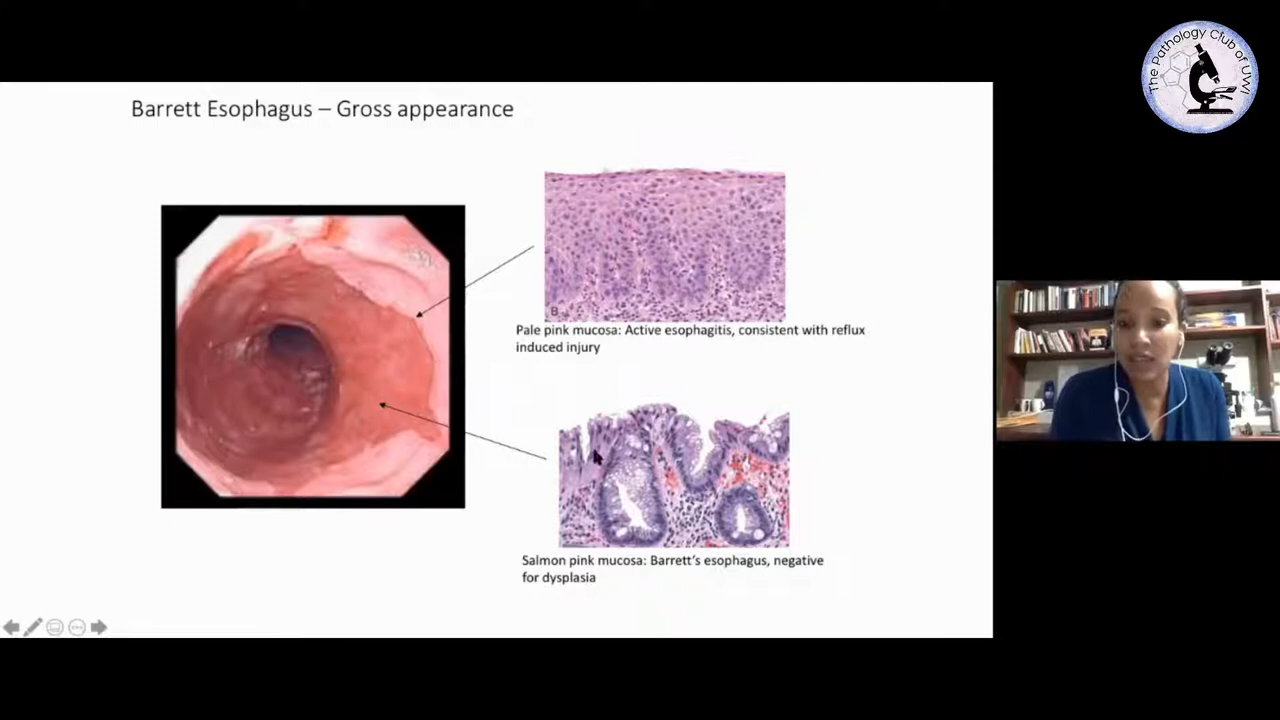 The Pathology Club of UWI
Barrett Esophagus – Gross appearance
B
Pale pink mucosa: Active esophagitis, consistent with reflux
induced injury
Salmon pink mucosa: Barrett's esophagus, negative
for dysplasia